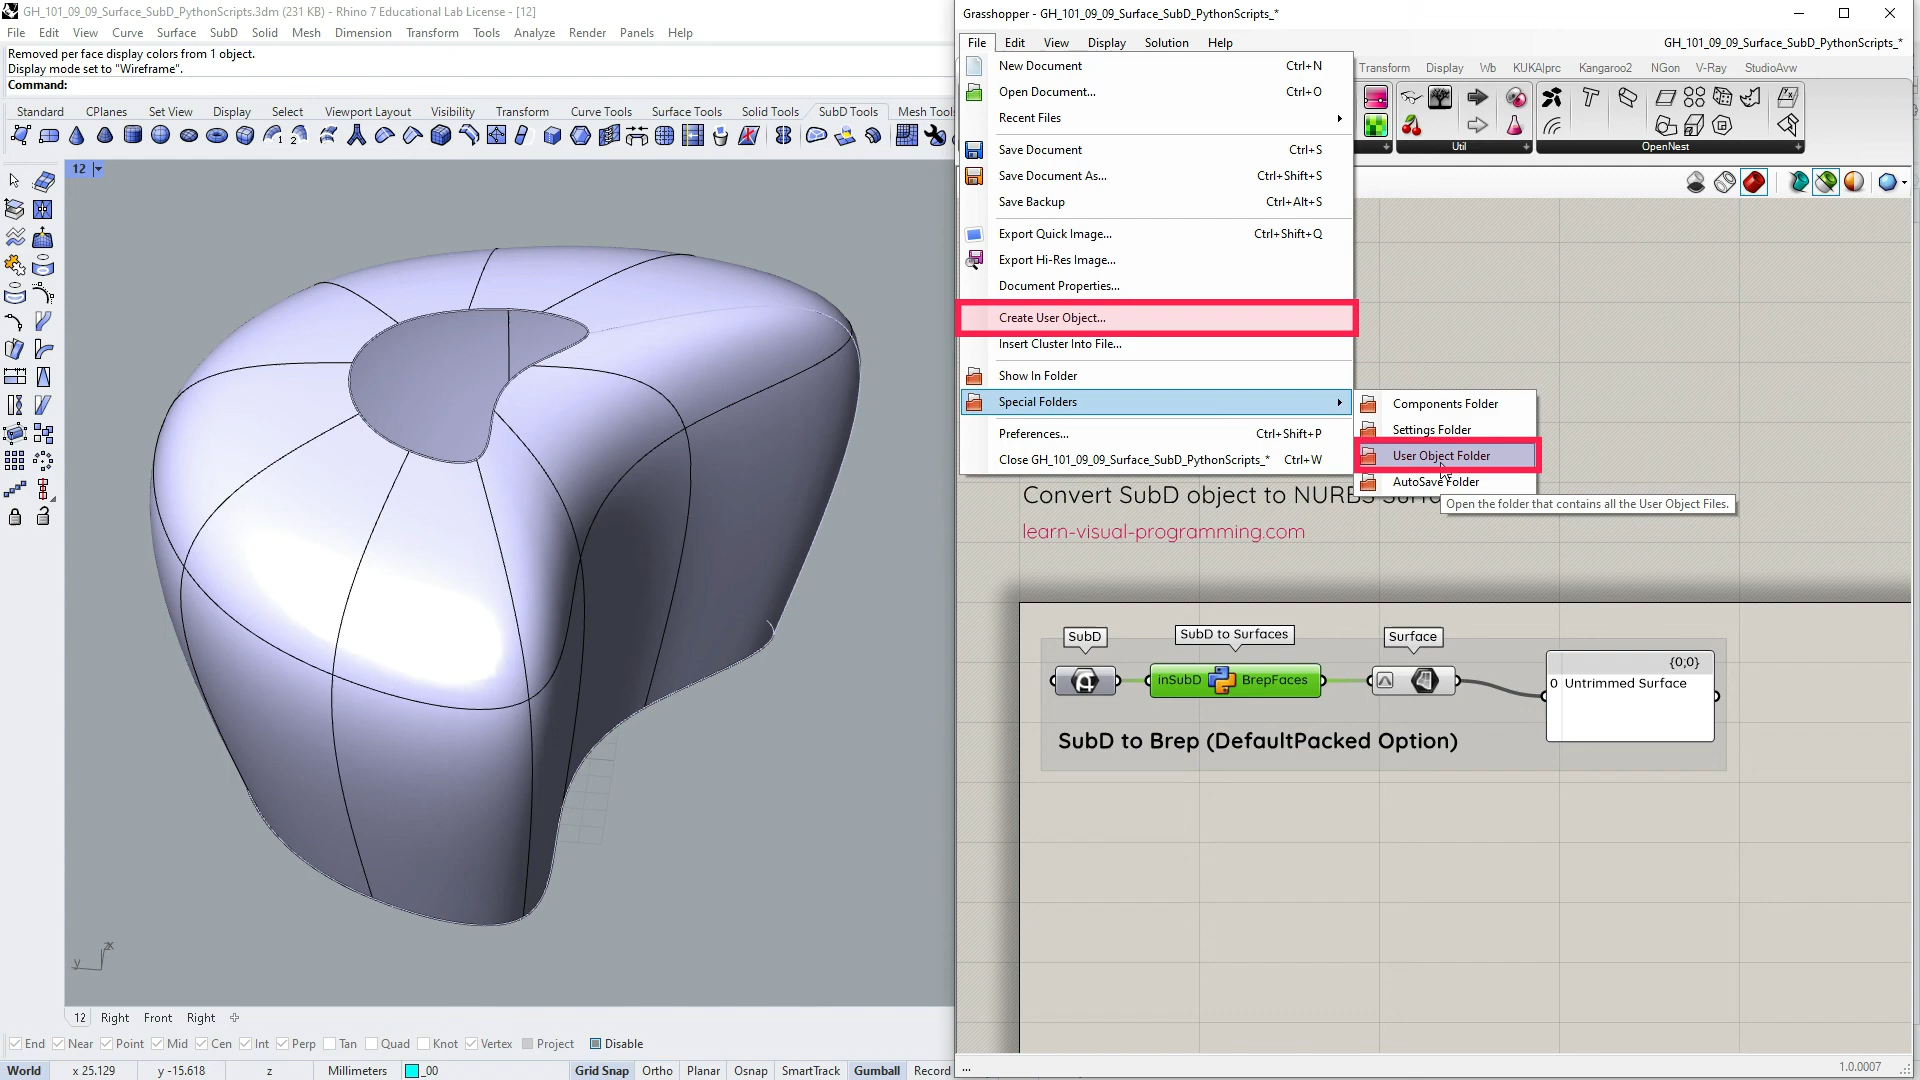 GH_101_09_09_Surface_SubD_PythonScripts.3dm (231 KB) - Rhino 7 Educational Lab License - [12]
File Edit View Curve Surface SubD Solid Mesh Dimension Transform Tools Analyze Render Panels Help
Removed per face display colors from 1 object.
Display mode set to "Wireframe".
Command:
Standard CPlanes Set View Display Select Viewport Layout Visibility Transform Curve Tools Surface Tools Solid Tools SubD Tools Mesh Tools
12
z
x
y
12 Right Front Right
End Near Point Mid Cen Int Perp Tan Quad Knot Vertex Project Disable
World x 25.129 y -15.618 z Millimeters _00 Grid Snap Ortho Planar Osnap SmartTrack Gumball Record
Grasshopper - GH_101_09_09_Surface_SubD_PythonScripts_*
File Edit View Display Solution Help GH_101_09_09_Surface_SubD_PythonScripts_*
Transform Display Wb KUKA|prc Kangaroo2 NGon V-Ray StudioAvw
Util OpenNest
New Document Ctrl+N
Open Document... Ctrl+O
Recent Files
Save Document Ctrl+S
Save Document As... Ctrl+Shift+S
Save Backup Ctrl+Alt+S
Export Quick Image... Ctrl+Shift+Q
Export Hi-Res Image...
Document Properties...
Create User Object...
Insert Cluster Into File...
Show In Folder
Special Folders
Preferences... Ctrl+Shift+P
Close GH_101_09_09_Surface_SubD_PythonScripts_* Ctrl+W
Components Folder
Settings Folder
User Object Folder
AutoSave Folder
Open the folder that contains all the User Object Files.
Convert SubD object to NURBS
learn-visual-programming.com
SubD SubD to Surfaces Surface
inSubD BrepFaces
{0;0}
0 Untrimmed Surface
SubD to Brep (DefaultPacked Option)
... 1.0.0007